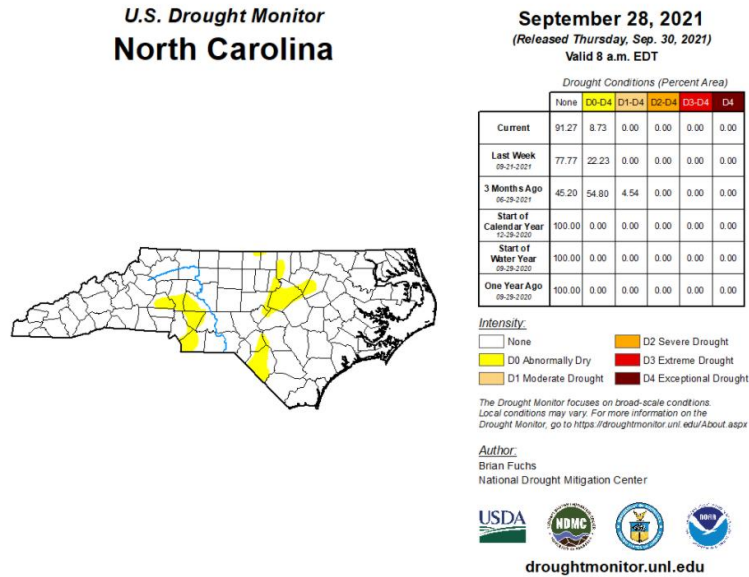 U.S. Drought Monitor
North Carolina
September 28, 2021
(Released Thursday, Sep. 30, 2021)
Valid 8 a.m. EDT
Drought Conditions (Percent Area)
None D0-D4 D1-D4 D2-D4 D3-D4 D4
Current 91.27 8.73 0.00 0.00 0.00 0.00
Last Week
09-21-2021
77.77 22.23 0.00 0.00 0.00 0.00
3 Months Ago
06-29-2021
45.20 54.80 4.54 0.00 0.00 0.00
Start of
Calendar Year
12-29-2020
100.00 0.00 0.00 0.00 0.00 0.00
Start of
Water Year
09-29-2020
100.00 0.00 0.00 0.00 0.00 0.00
One Year Ago
09-29-2020
100.00 0.00 0.00 0.00 0.00 0.00
Intensity:
None
D0 Abnormally Dry
D1 Moderate Drought
D2 Severe Drought
D3 Extreme Drought
D4 Exceptional Drought
The Drought Monitor focuses on broad-scale conditions.
Local conditions may vary. For more information on the
Drought Monitor, go to https://droughtmonitor.unl.edu/About.aspx
Author:
Brian Fuchs
National Drought Mitigation Center
USDA
NDMC
NOAA
droughtmonitor.unl.edu